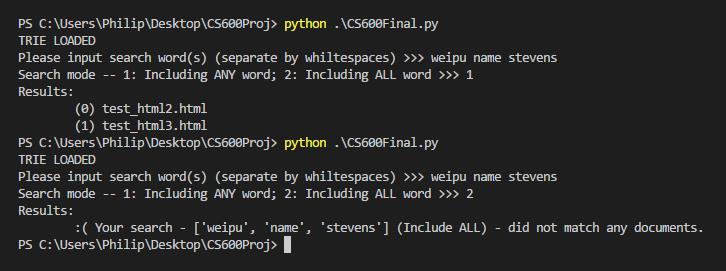 PS C:\Users\Philip\Desktop\CS600Proj> python .\CS600Final.py
TRIE LOADED
Please input search word(s) (separate by whiltespaces) >>> weipu name stevens
Search mode -- 1: Including ANY word; 2: Including ALL word >>> 1
Results:
(0) test_html2.html
(1) test_html3.html
PS C:\Users\Philip\Desktop\CS600Proj> python .\CS600Final.py
TRIE LOADED
Please input search word(s) (separate by whiltespaces) >>> weipu name stevens
Search mode -- 1: Including ANY word; 2: Including ALL word >>> 2
Results:
:( Your search - ['weipu', 'name', 'stevens'] (Include ALL) - did not match any documents.
PS C:\Users\Philip\Desktop\CS600Proj>